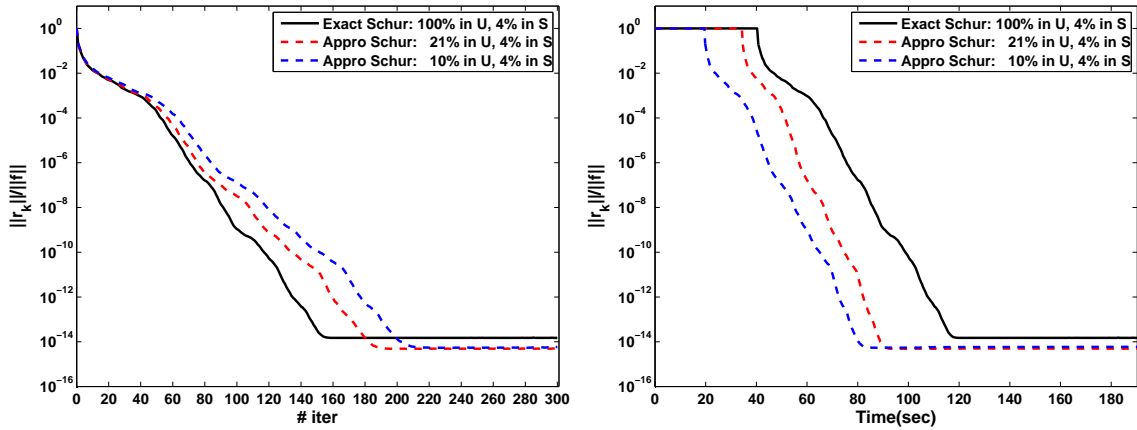 Exact Schur: 100% in U, 4% in S
Appro Schur: 21% in U, 4% in S
Appro Schur: 10% in U, 4% in S
10^0
10^-2
10^-4
10^-6
10^-8
10^-10
10^-12
10^-14
10^-16
||r_k||/||f||
0 20 40 60 80 100 120 140 160 180 200 220 240 260 280 300
# iter
Exact Schur: 100% in U, 4% in S
Appro Schur: 21% in U, 4% in S
Appro Schur: 10% in U, 4% in S
10^0
10^-2
10^-4
10^-6
10^-8
10^-10
10^-12
10^-14
10^-16
||r_k||/||f||
0 20 40 60 80 100 120 140 160 180
Time(sec)